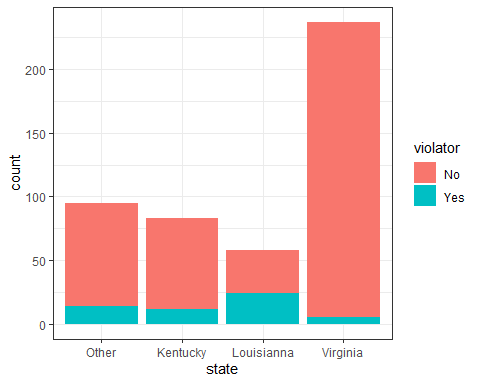 200
150
100
50
0
count
Other Kentucky Louisianna Virginia
state
violator
No
Yes